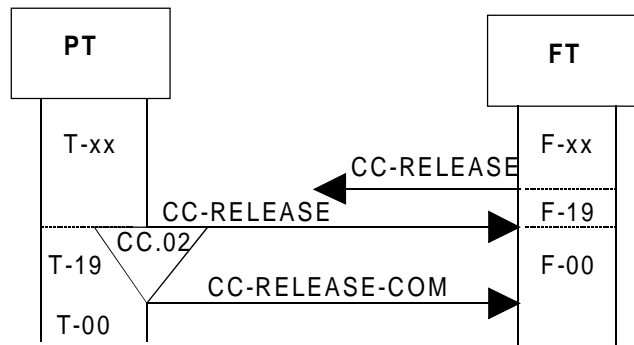 PT
FT
T-xx
F-xx
CC-RELEASE
CC-RELEASE
F-19
CC.02
T-19
F-00
CC-RELEASE-COM
T-00